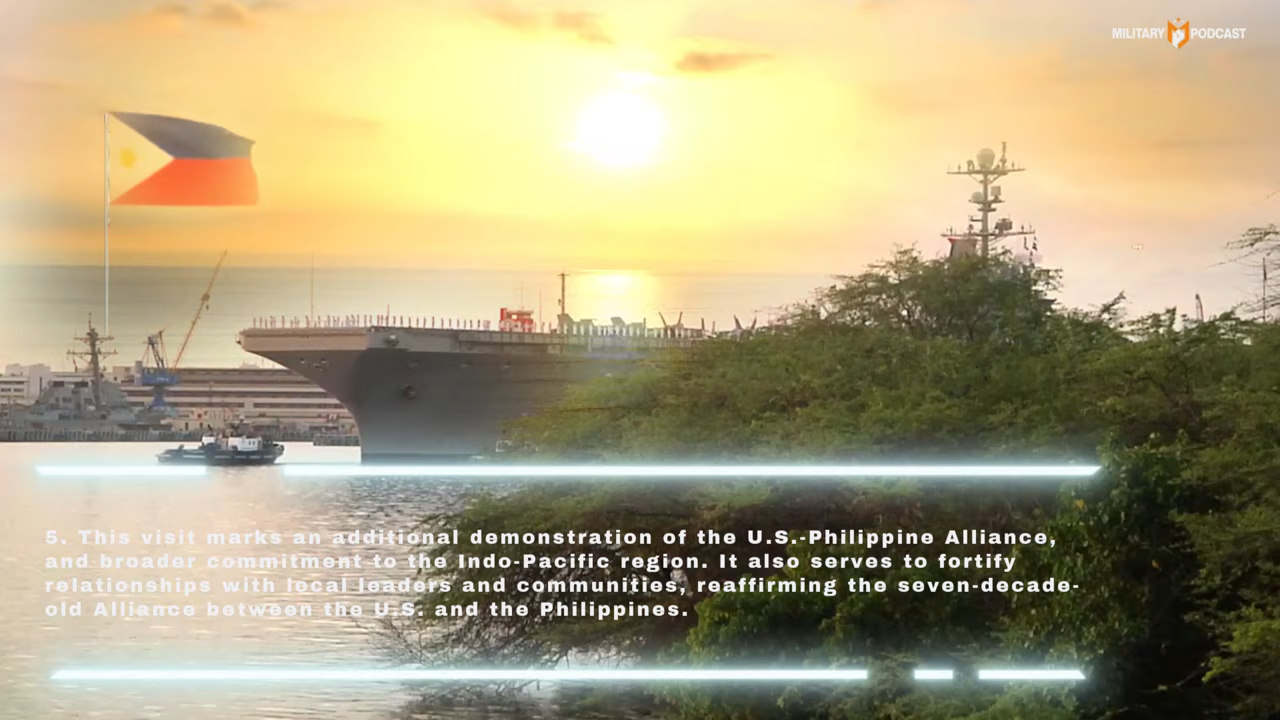 MILITARY PODCAST
5. This visit marks an additional demonstration of the U.S.-Philippine Alliance,
and broader commitment to the Indo-Pacific region. It also serves to fortify
relationships with local leaders and communities, reaffirming the seven-decade-
old Alliance between the U.S. and the Philippines.